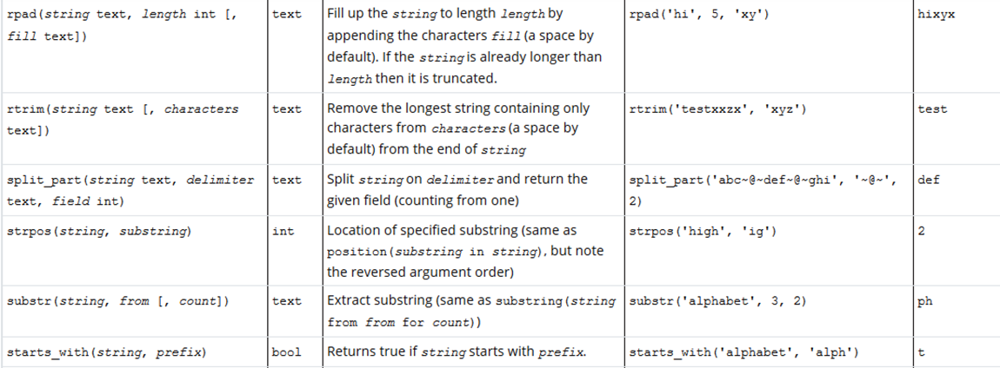 rpad(string text, length int [, text Fill up the string to length length by rpad('hi', 5, 'xy') hixyx
fill text]) appending the characters fill (a space by
default). If the string is already longer than
length then it is truncated.
rtrim(string text [, characters text Remove the longest string containing only rtrim('testxxzx', 'xyz') test
text]) characters from characters (a space by
default) from the end of string
split_part(string text, delimiter text Split string on delimiter and return the split_part('abc~@~def~@~ghi', '~@~', def
text, field int) given field (counting from one) 2)
strpos(string, substring) int Location of specified substring (same as strpos('high', 'ig') 2
position(substring in string), but note
the reversed argument order)
substr(string, from [, count]) text Extract substring (same as substring(string substr('alphabet', 3, 2) ph
from from for count))
starts_with(string, prefix) bool Returns true if string starts with prefix. starts_with('alphabet', 'alph') t